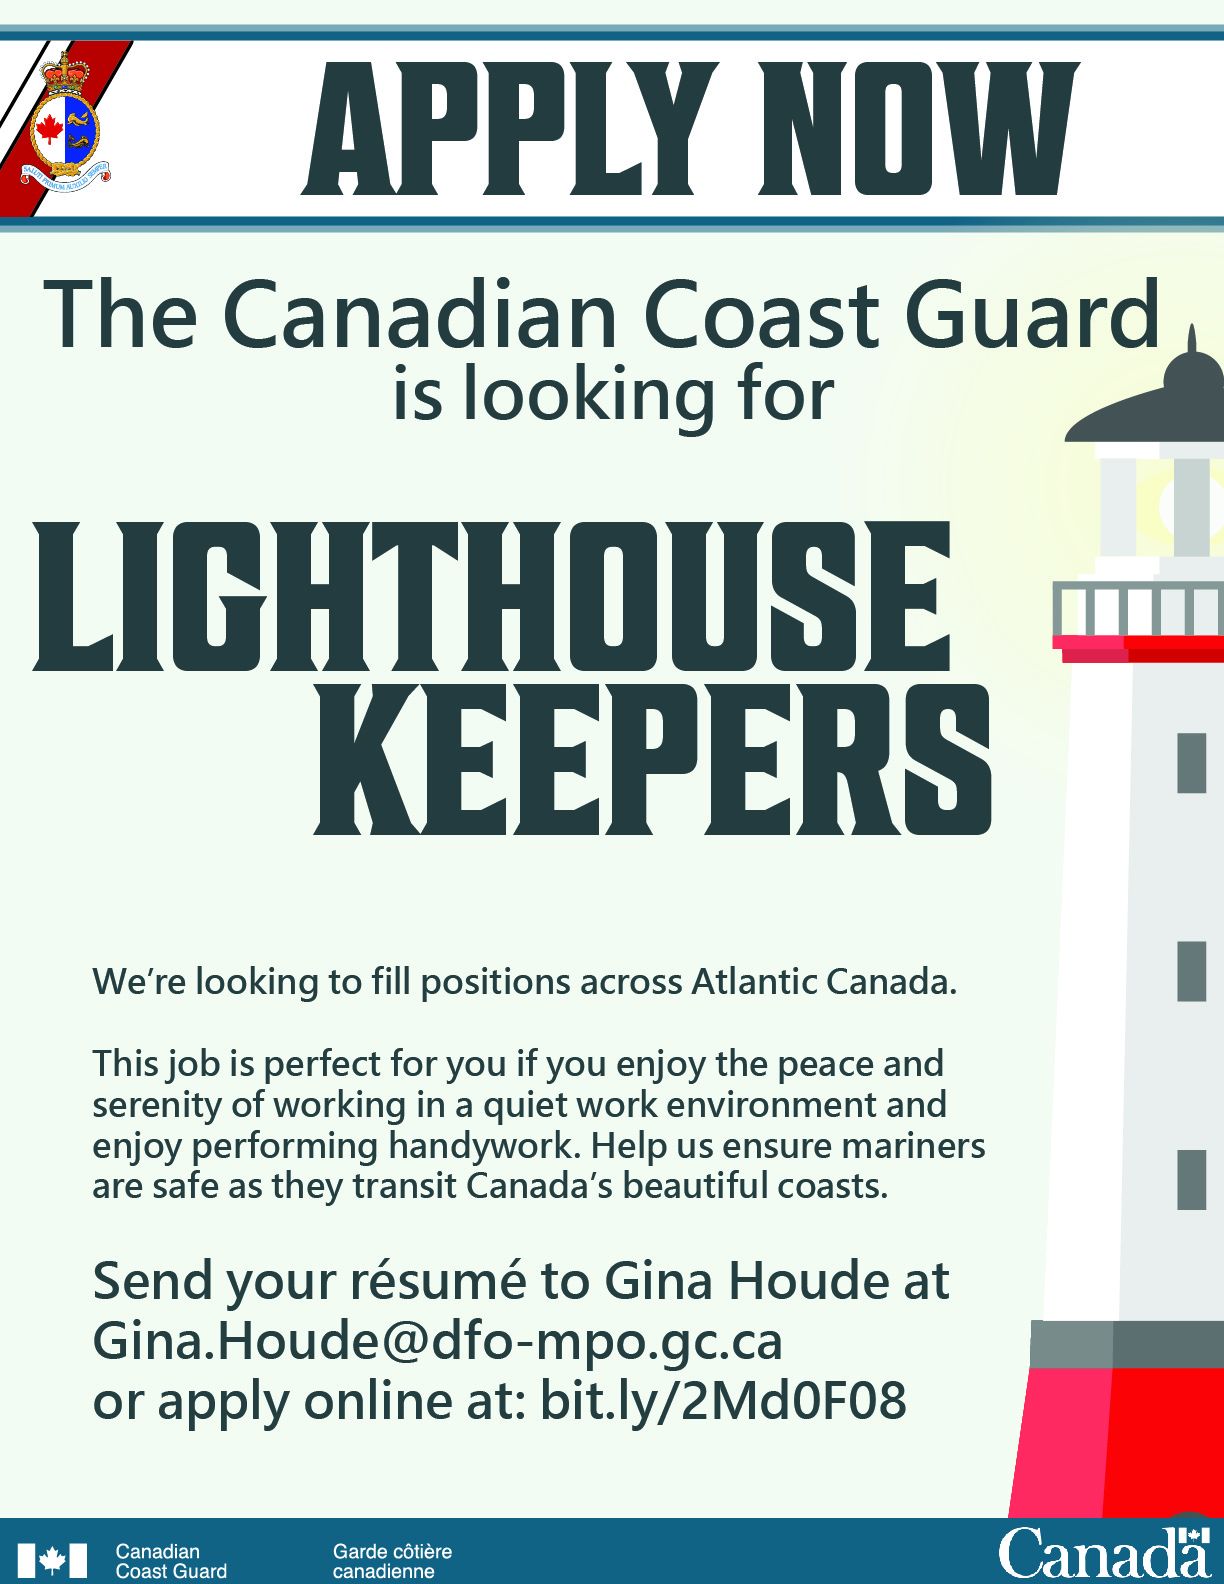 APPLY NOW
SALUTI PRIMUM AUXILIO SEMPER
The Canadian Coast Guard
is looking for
LIGHTHOUSE
KEEPERS
We’re looking to fill positions across Atlantic Canada.
This job is perfect for you if you enjoy the peace and
serenity of working in a quiet work environment and
enjoy performing handywork. Help us ensure mariners
are safe as they transit Canada’s beautiful coasts.
Send your résumé to Gina Houde at
Gina.Houde@dfo-mpo.gc.ca
or apply online at: bit.ly/2Md0F08
Canadian
Coast Guard
Garde côtière
canadienne
Canada